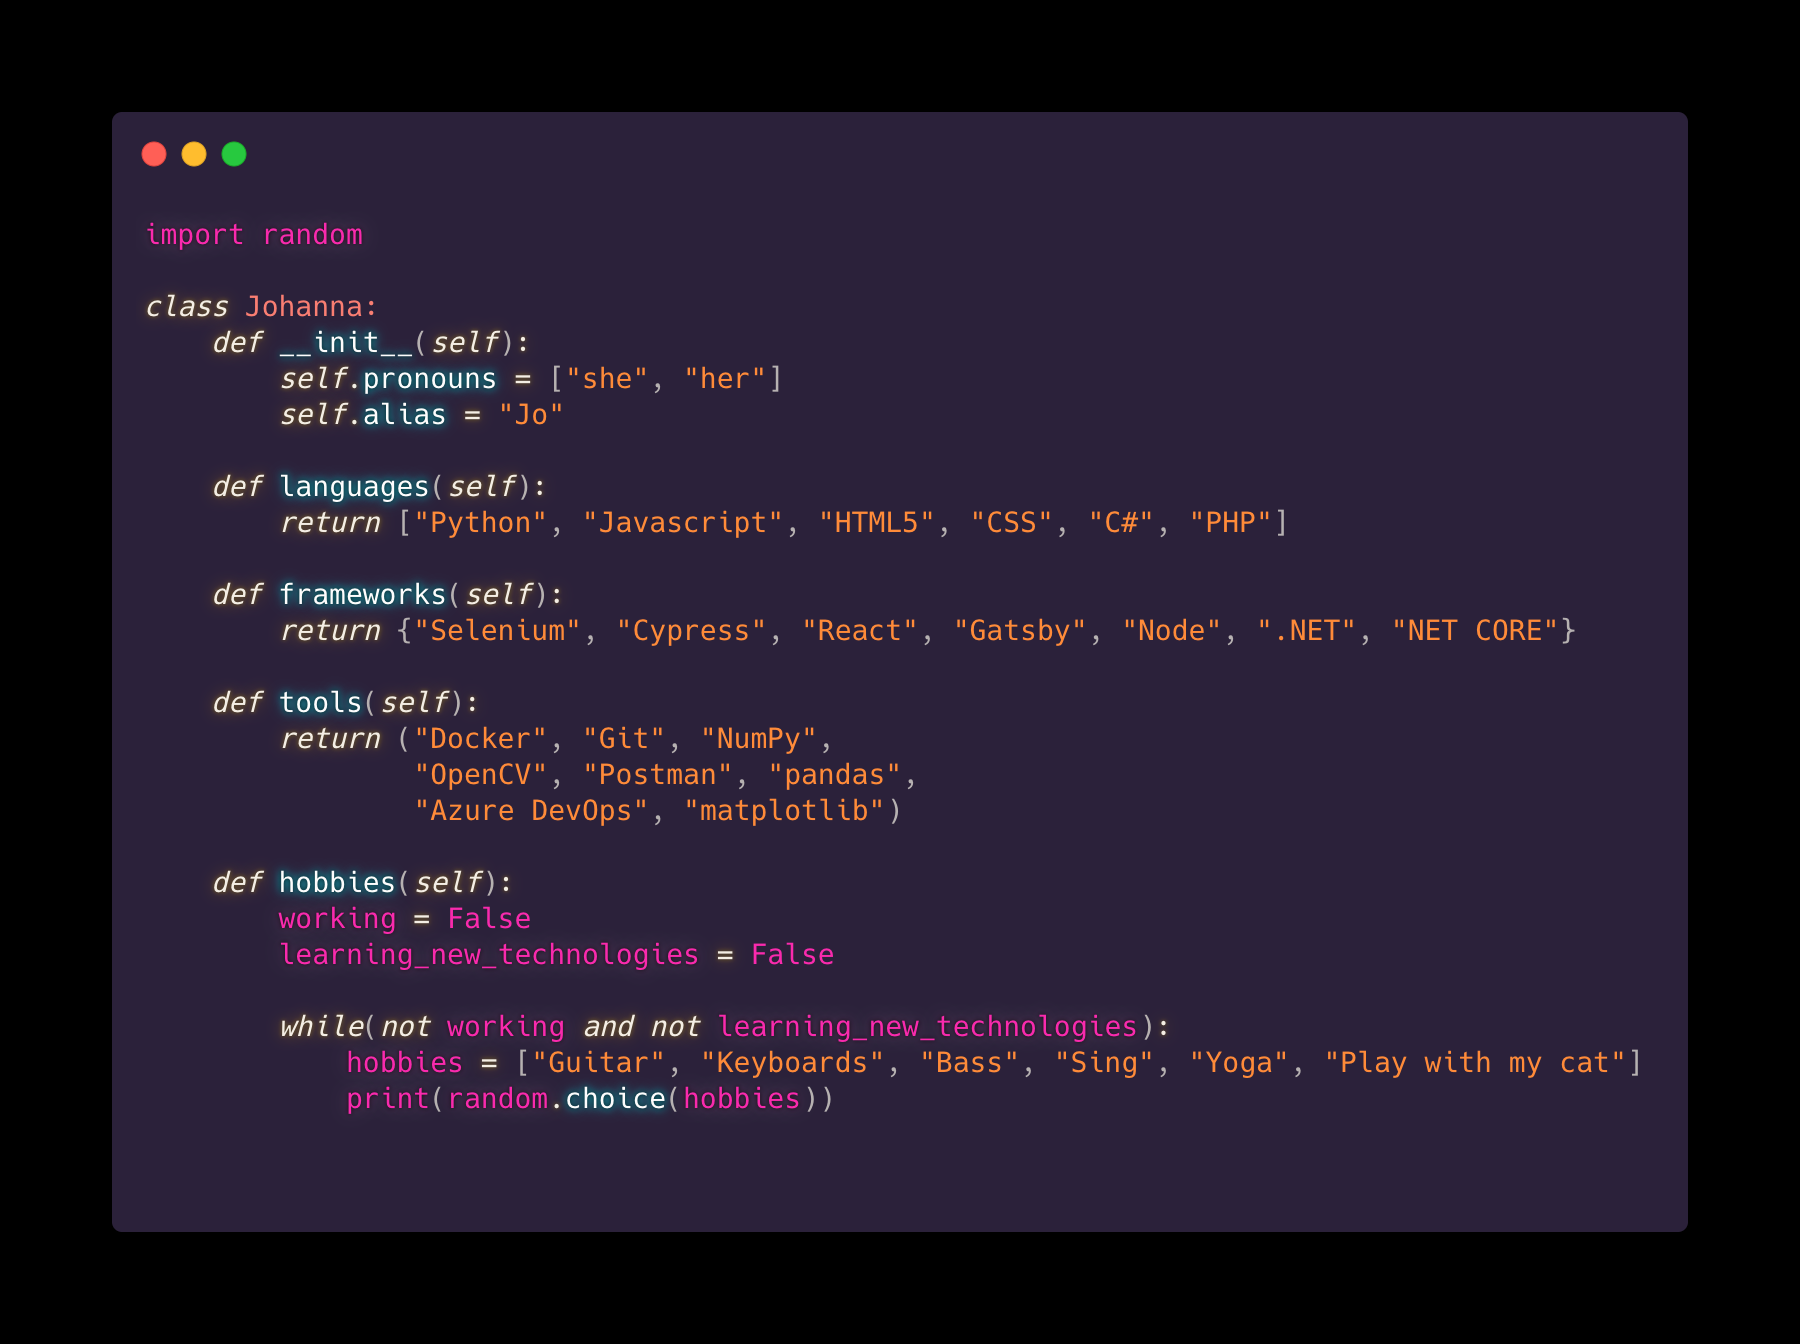 import random

class Johanna:
    def __init__(self):
        self.pronouns = ["she", "her"]
        self.alias = "Jo"

    def languages(self):
        return ["Python", "Javascript", "HTML5", "CSS", "C#", "PHP"]

    def frameworks(self):
        return {"Selenium", "Cypress", "React", "Gatsby", "Node", ".NET", "NET CORE"}

    def tools(self):
        return ("Docker", "Git", "NumPy",
                "OpenCV", "Postman", "pandas",
                "Azure DevOps", "matplotlib")

    def hobbies(self):
        working = False
        learning_new_technologies = False

        while(not working and not learning_new_technologies):
            hobbies = ["Guitar", "Keyboards", "Bass", "Sing", "Yoga", "Play with my cat"]
            print(random.choice(hobbies))